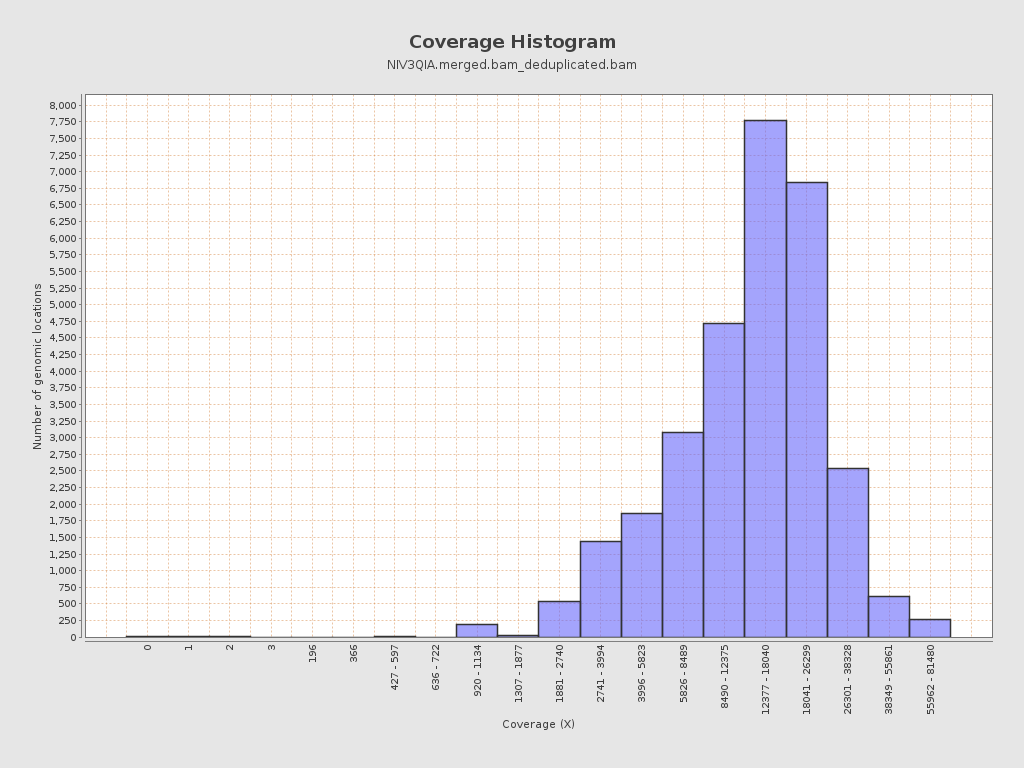 Coverage Histogram
NIV3QIA.merged.bam_deduplicated.bam
Number of genomic locations
8,000
7,750
7,500
7,250
7,000
6,750
6,500
6,250
6,000
5,750
5,500
5,250
5,000
4,750
4,500
4,250
4,000
3,750
3,500
3,250
3,000
2,750
2,500
2,250
2,000
1,750
1,500
1,250
1,000
750
500
250
0
0
1
2
3
196
366
427 - 597
636 - 722
920 - 1134
1307 - 1877
1881 - 2740
2741 - 3994
3996 - 5823
5826 - 8489
8490 - 12375
12377 - 18040
18041 - 26299
26301 - 38328
38349 - 55861
55962 - 81480
Coverage (X)